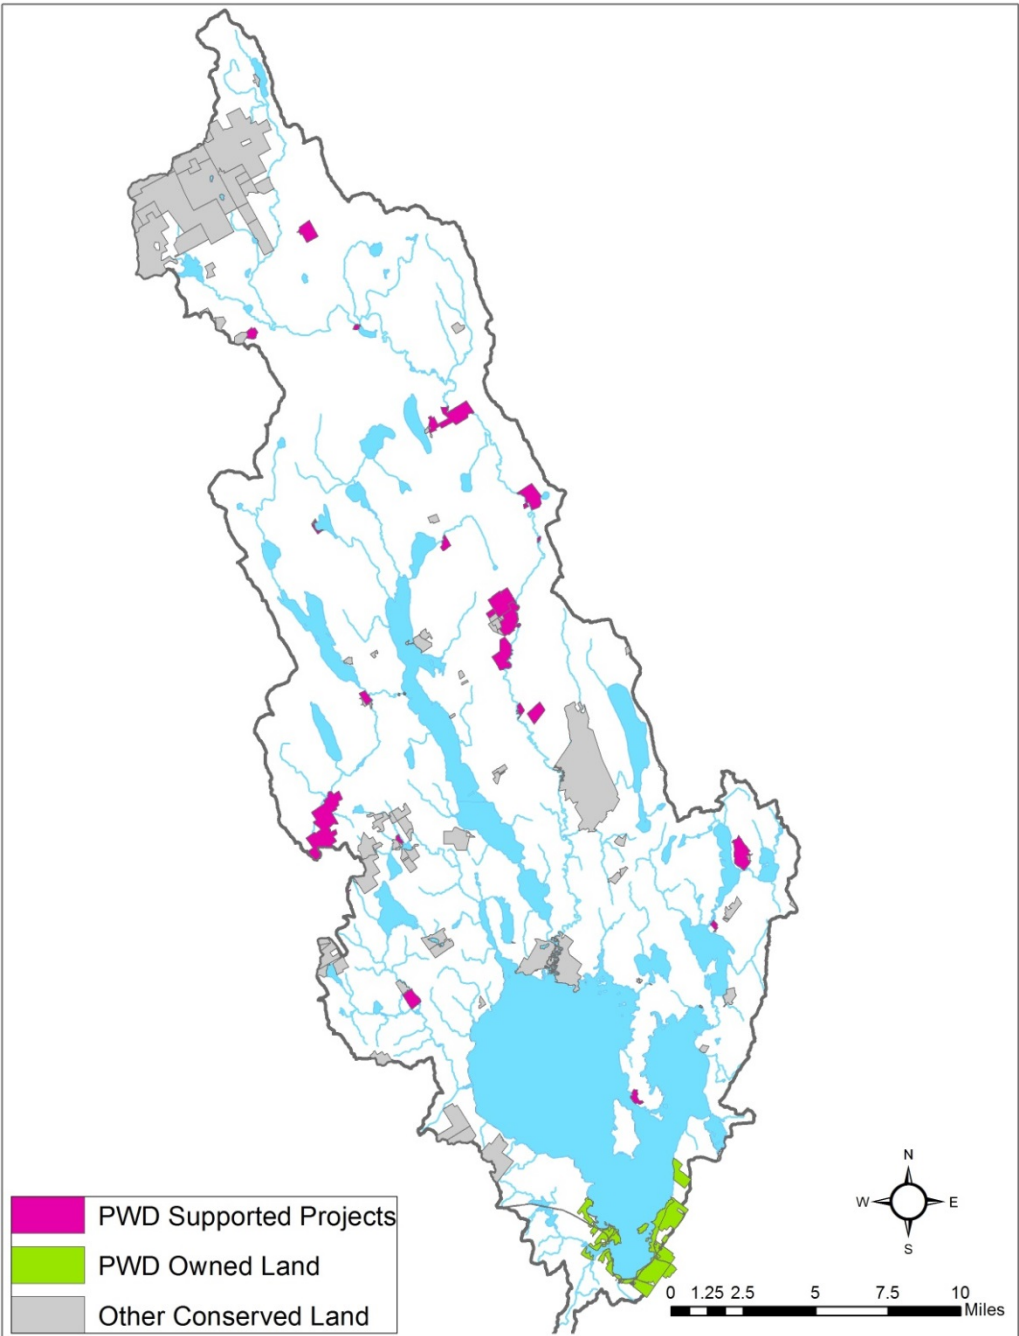 N
W E
S
PWD Supported Projects
PWD Owned Land
Other Conserved Land
0 1.25 2.5 5 7.5 10
Miles